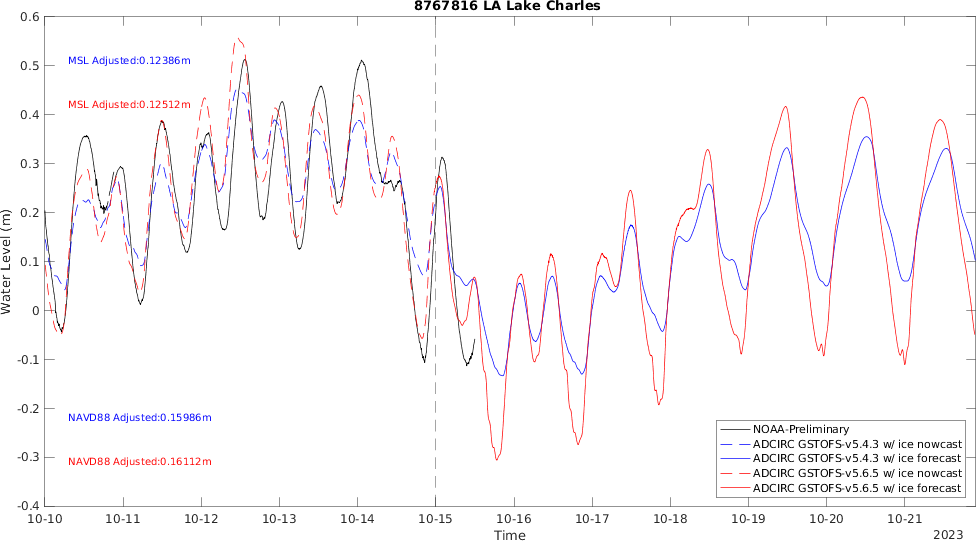 8767816 LA Lake Charles
0.6
0.5
0.4
0.3
0.2
0.1
0
-0.1
-0.2
-0.3
-0.4
Water Level (m)
MSL Adjusted:0.12386m
MSL Adjusted:0.12512m
NAVD88 Adjusted:0.15986m
NAVD88 Adjusted:0.16112m
NOAA-Preliminary
ADCIRC GSTOFS-v5.4.3 w/ ice nowcast
ADCIRC GSTOFS-v5.4.3 w/ ice forecast
ADCIRC GSTOFS-v5.6.5 w/ ice nowcast
ADCIRC GSTOFS-v5.6.5 w/ ice forecast
10-10 10-11 10-12 10-13 10-14 10-15 10-16 10-17 10-18 10-19 10-20 10-21
Time
2023